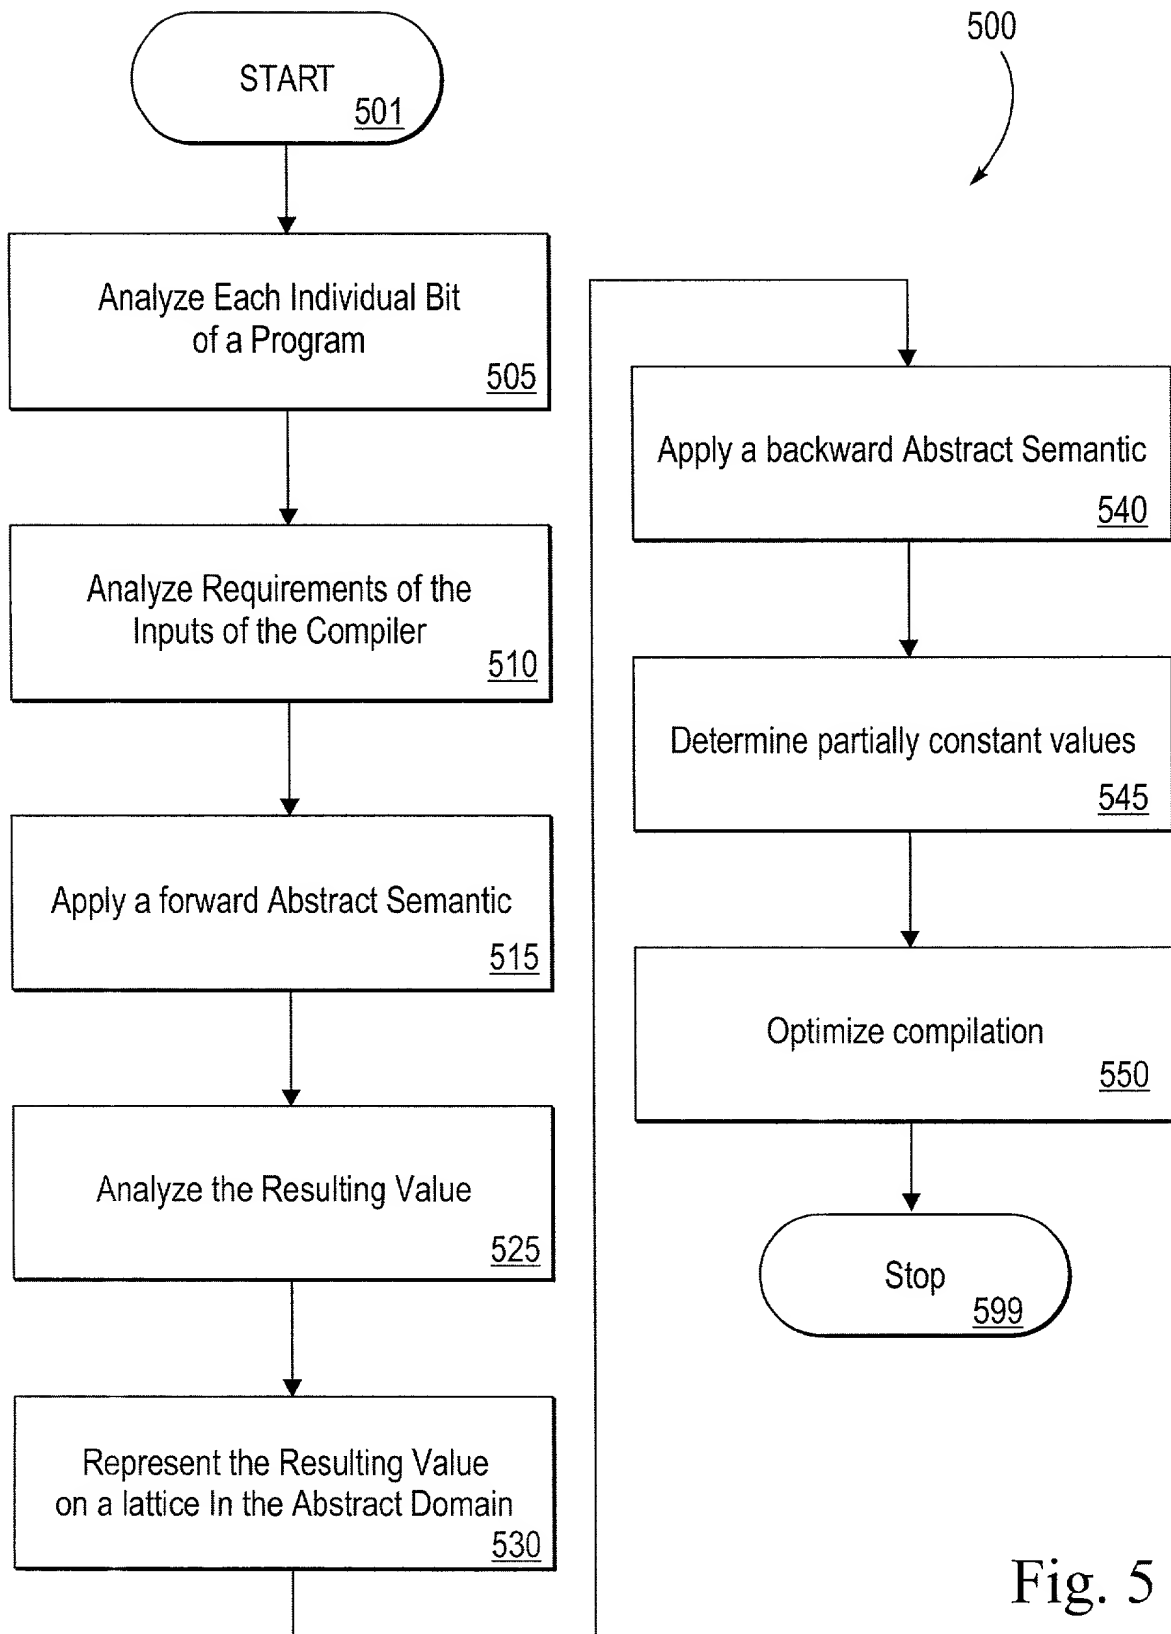 START
501
Analyze Each Individual Bit
of a Program
505
Analyze Requirements of the
Inputs of the Compiler
510
Apply a forward Abstract Semantic
515
Analyze the Resulting Value
525
Represent the Resulting Value
on a lattice In the Abstract Domain
530
500
Apply a backward Abstract Semantic
540
Determine partially constant values
545
Optimize compilation
550
Stop
599
Fig. 5